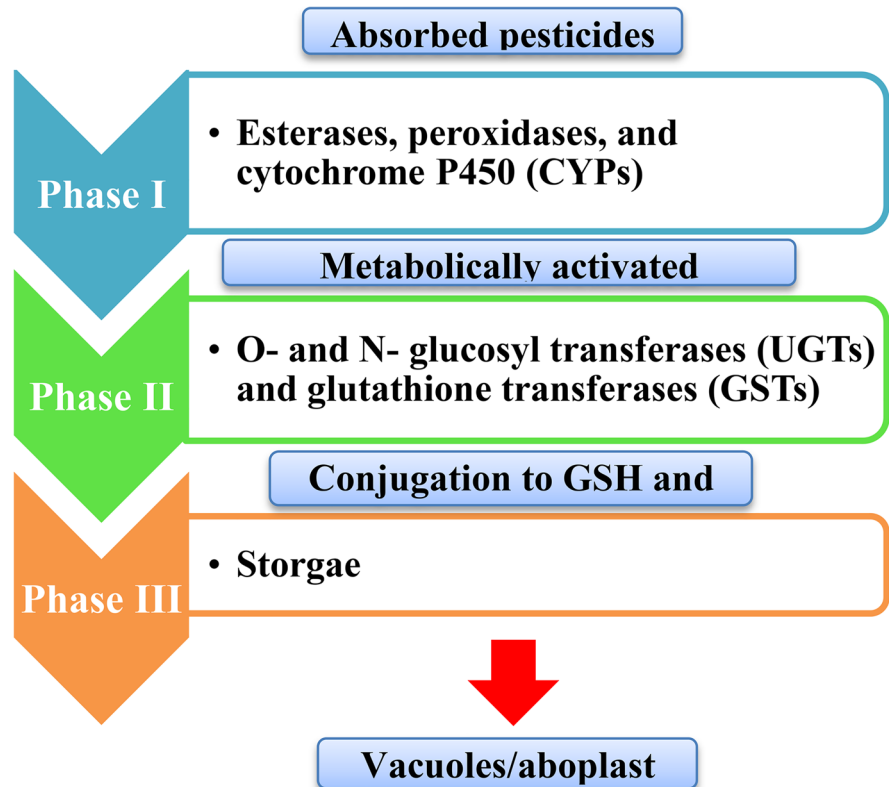 Absorbed pesticides
Phase I
• Esterases, peroxidases, and
cytochrome P450 (CYPs)
Metabolically activated
Phase II
• O- and N- glucosyl transferases (UGTs)
and glutathione transferases (GSTs)
Conjugation to GSH and
Phase III
• Storgae
Vacuoles/aboplast